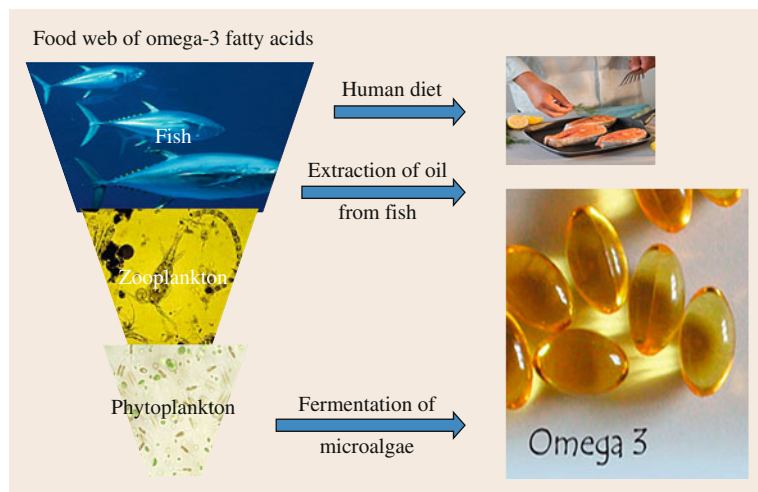 Food web of omega-3 fatty acids
Fish
Zooplankton
Phytoplankton
Human diet
Extraction of oil
from fish
Fermentation of
microalgae
Omega 3